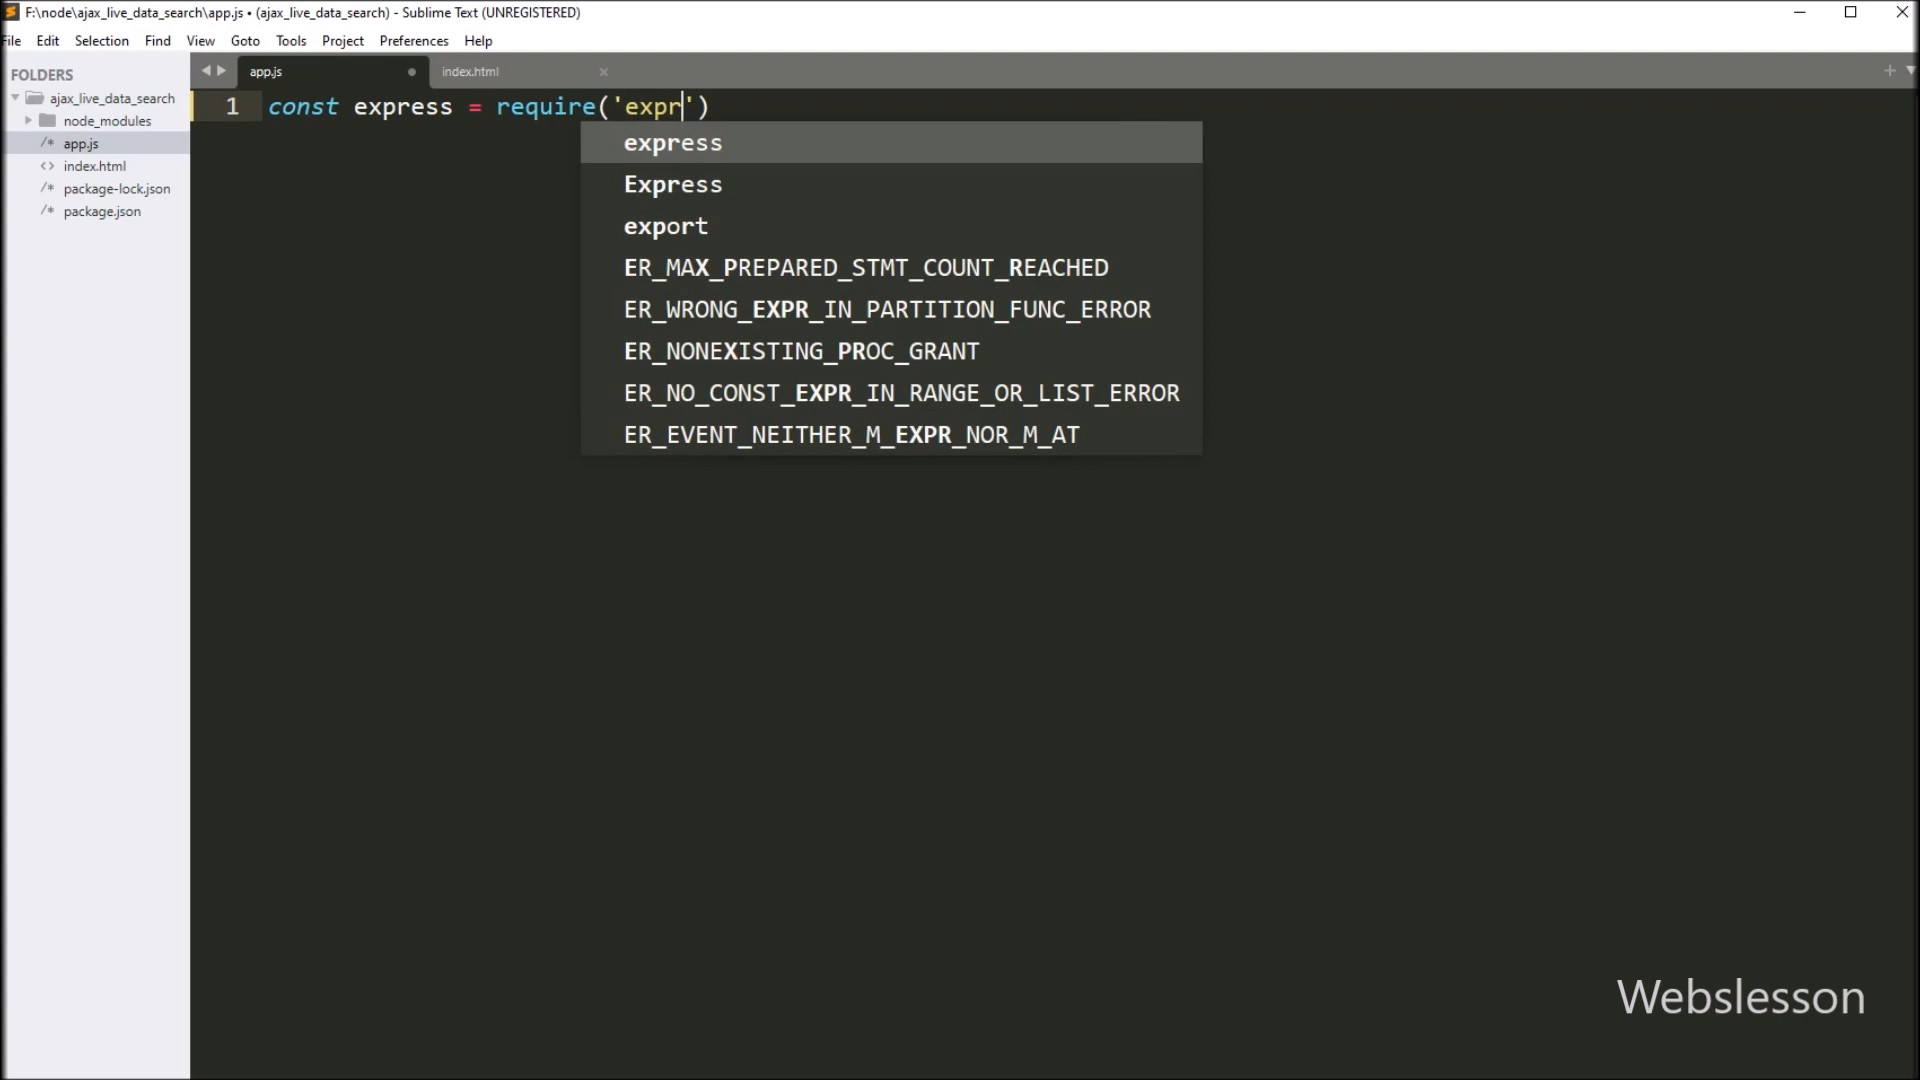 F:\node\ajax_live_data_search\app.js • (ajax_live_data_search) - Sublime Text (UNREGISTERED)
File Edit Selection Find View Goto Tools Project Preferences Help
FOLDERS
ajax_live_data_search
node_modules
/* app.js
<> index.html
/* package-lock.json
/* package.json
app.js index.html
1 const express = require('expr')
express
Express
export
ER_MAX_PREPARED_STMT_COUNT_REACHED
ER_WRONG_EXPR_IN_PARTITION_FUNC_ERROR
ER_NONEXISTING_PROC_GRANT
ER_NO_CONST_EXPR_IN_RANGE_OR_LIST_ERROR
ER_EVENT_NEITHER_M_EXPR_NOR_M_AT
Webslesson